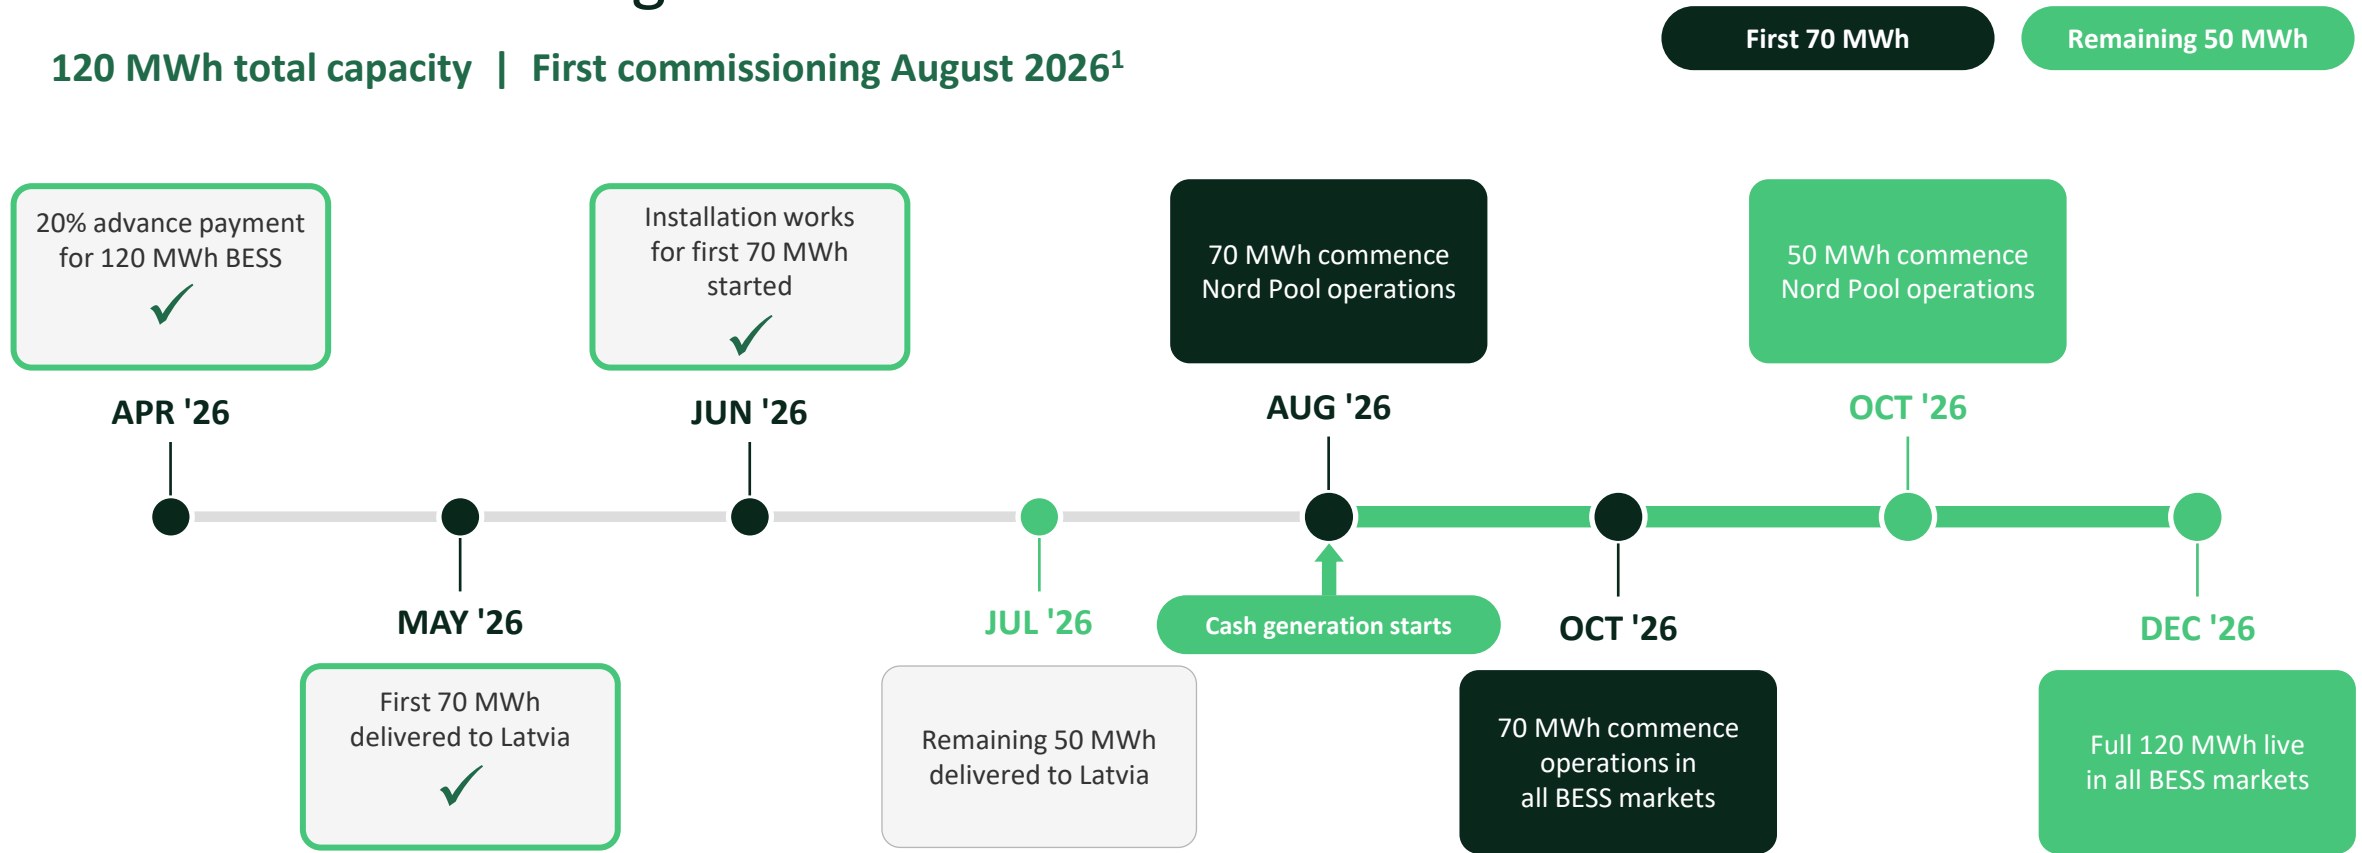 First 70 MWh
Remaining 50 MWh
120 MWh total capacity | First commissioning August 2026¹
20% advance payment
for 120 MWh BESS
Installation works
for first 70 MWh
started
70 MWh commence
Nord Pool operations
50 MWh commence
Nord Pool operations
APR '26
JUN '26
AUG '26
OCT '26
MAY '26
JUL '26
Cash generation starts
OCT '26
DEC '26
First 70 MWh
delivered to Latvia
Remaining 50 MWh
delivered to Latvia
70 MWh commence
operations in
all BESS markets
Full 120 MWh live
in all BESS markets